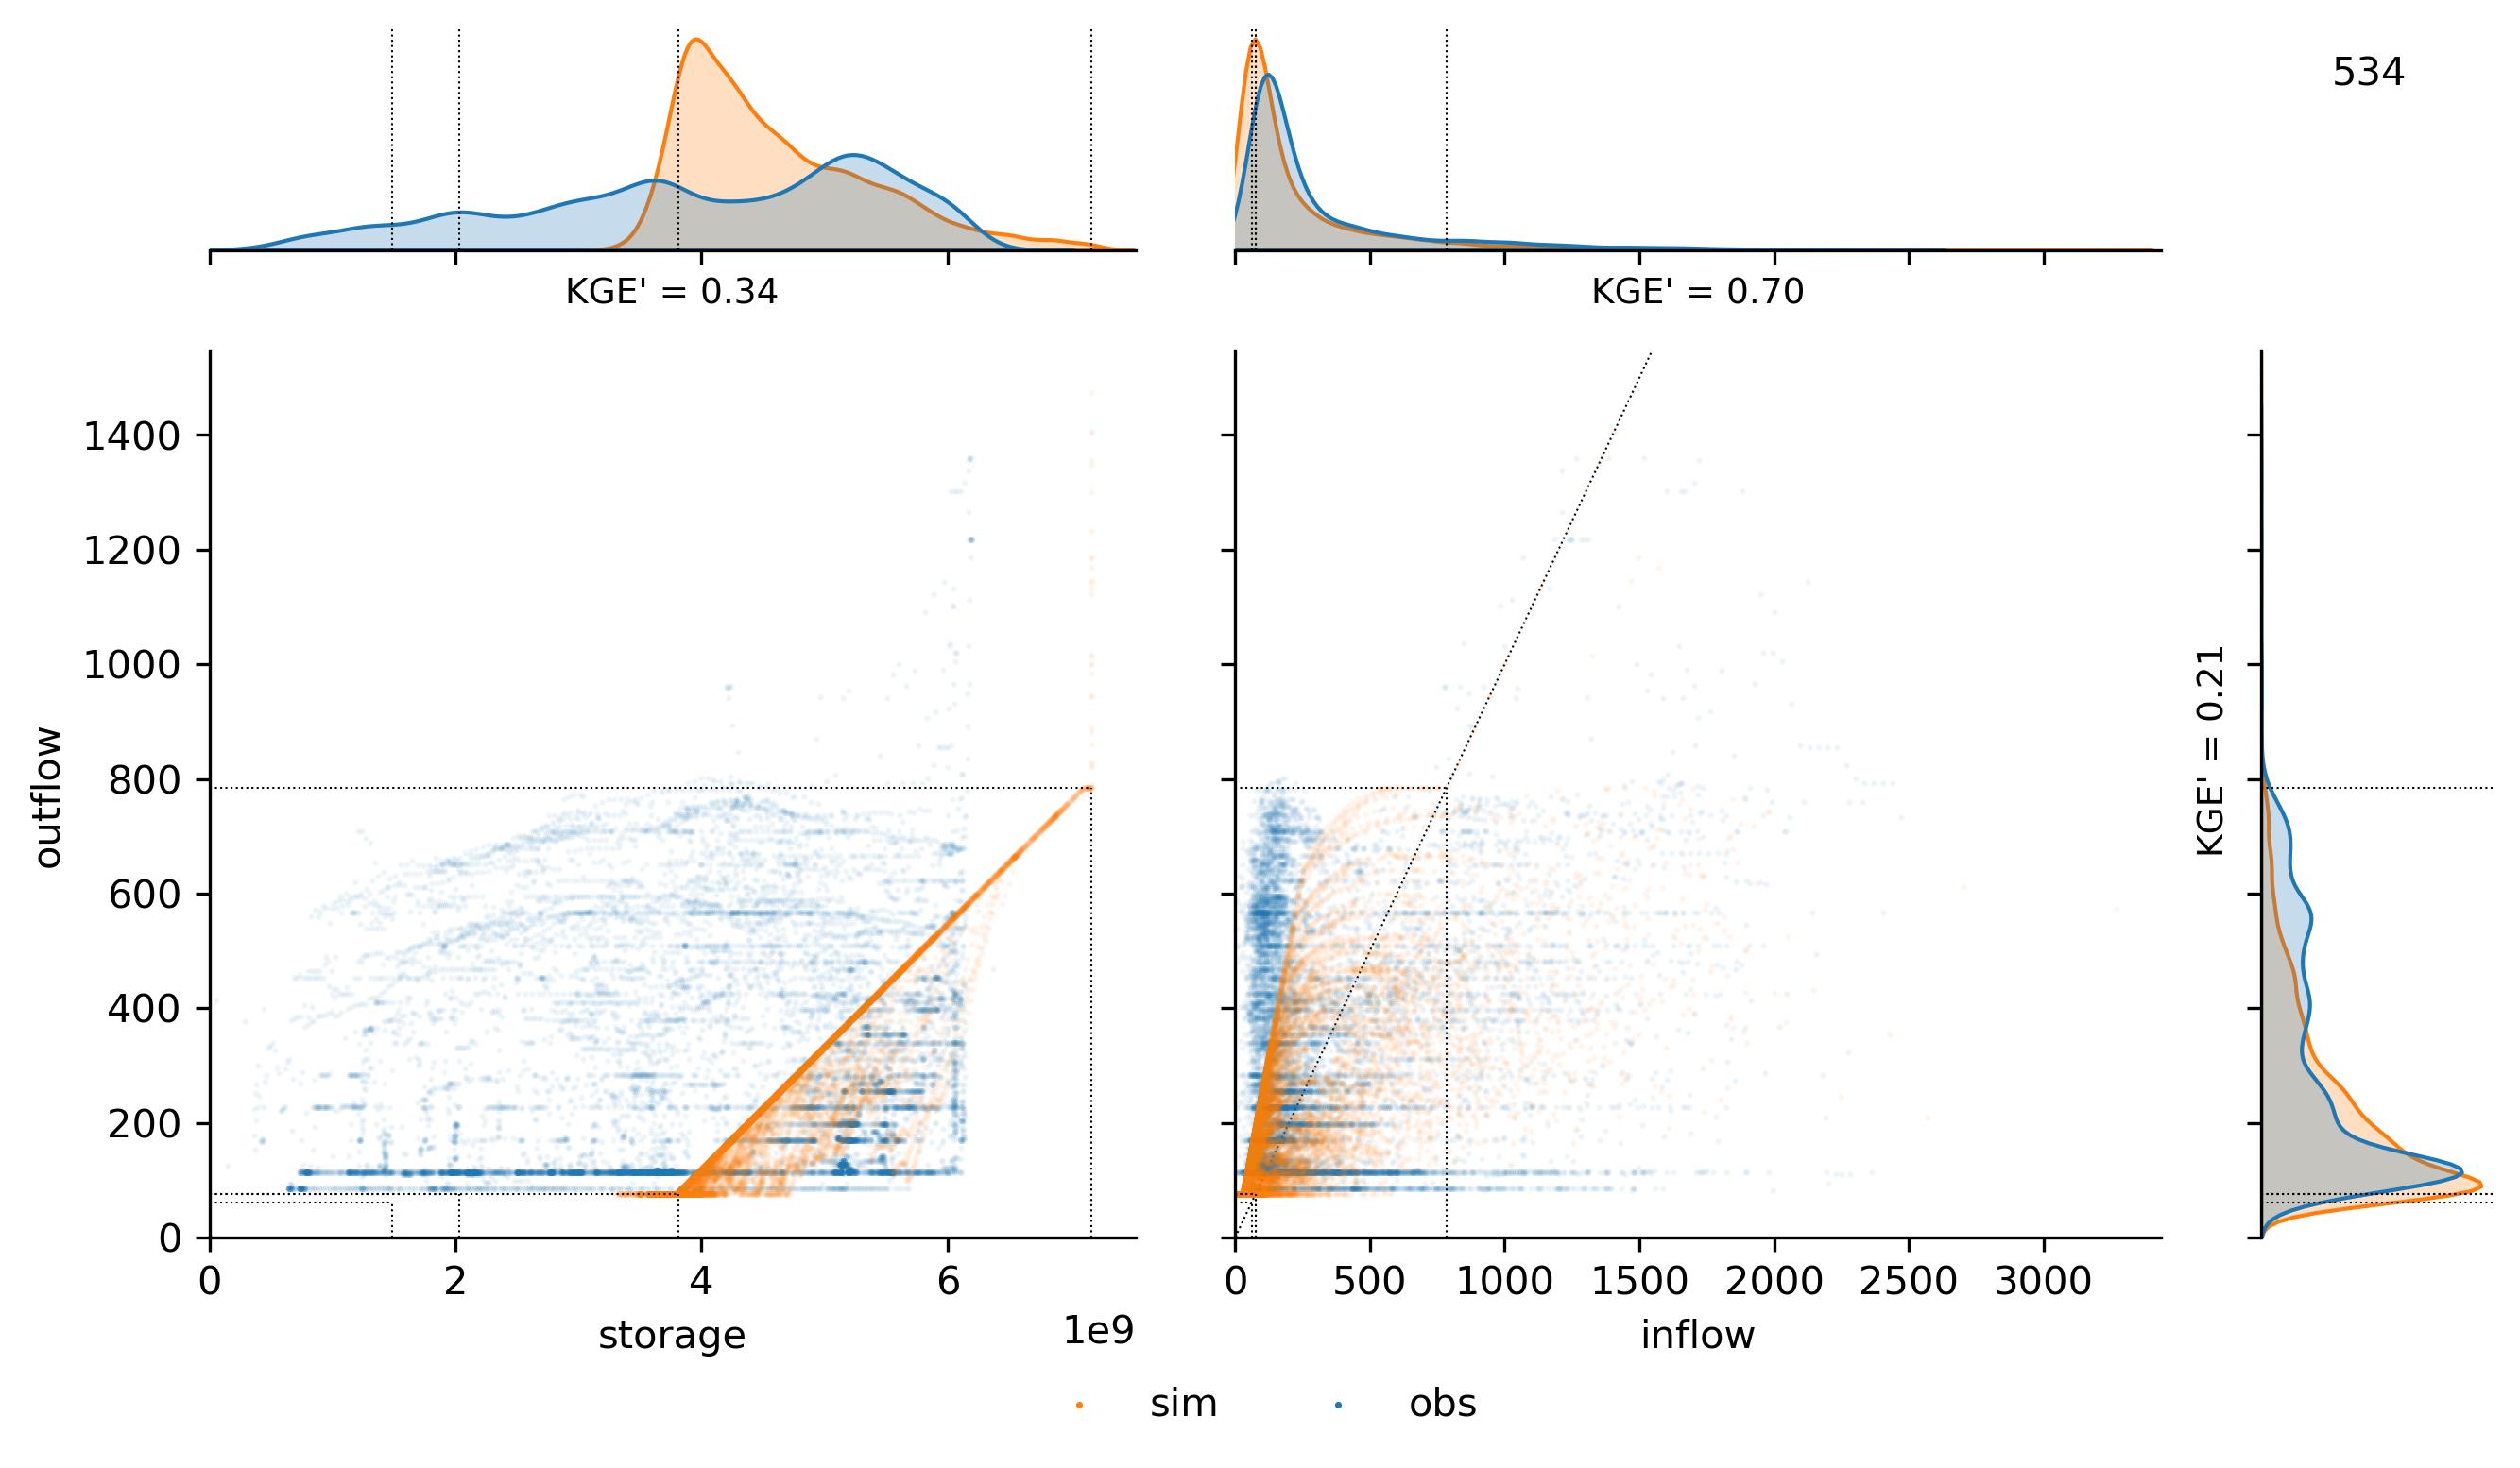 534
KGE' = 0.34
KGE' = 0.70
outflow
1400
1200
1000
800
600
400
200
0
0 2 4 6
storage
1e9
0 500 1000 1500 2000 2500 3000
inflow
KGE' = 0.21
sim obs